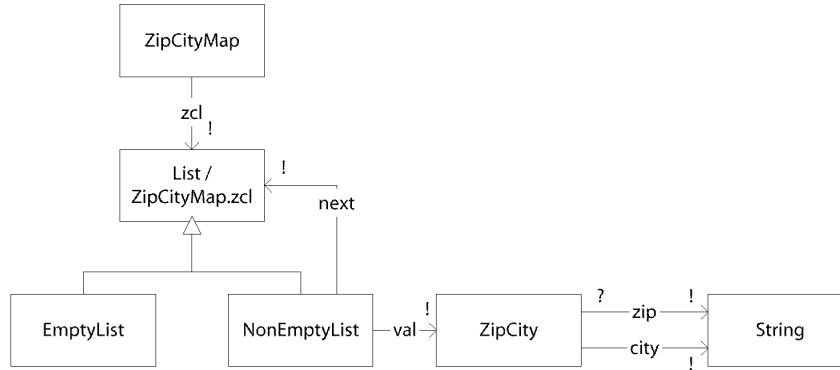 ZipCityMap
zcl
!
List /
ZipCityMap.zcl
!
next
EmptyList
NonEmptyList
val
!
ZipCity
?
zip
!
city
!
String